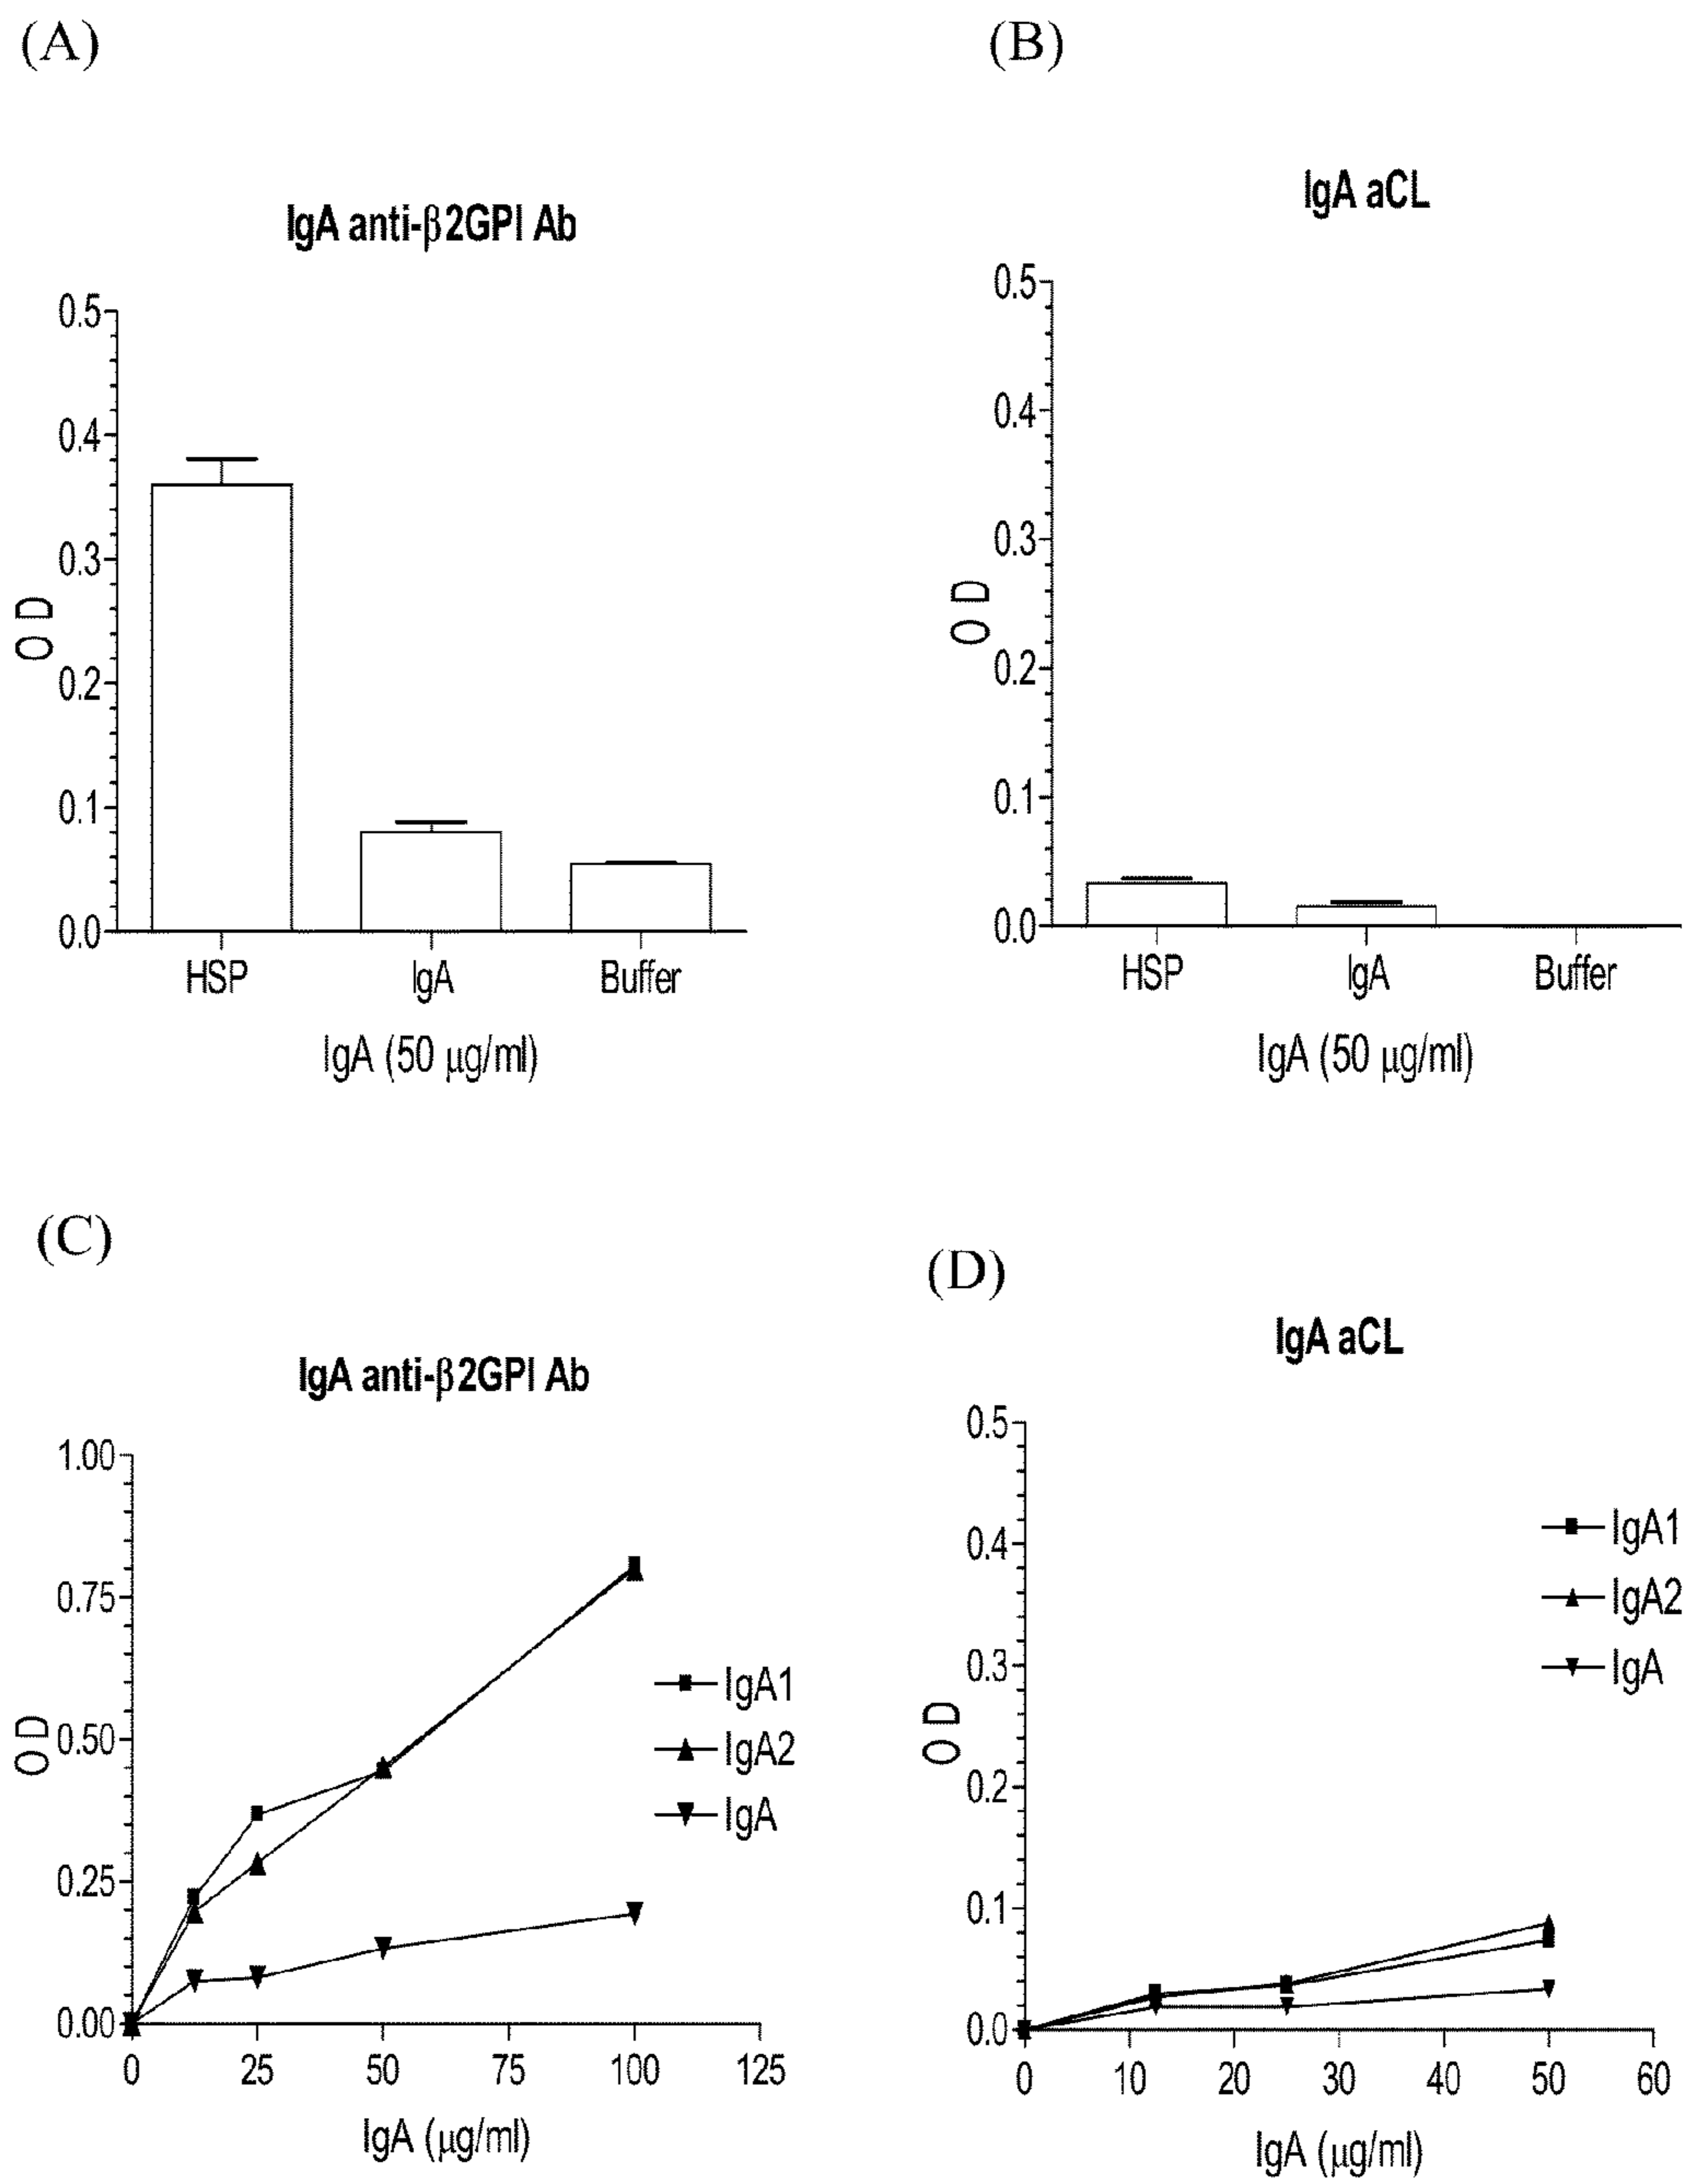 (A)
IgA anti-β2GPI Ab
0.5
0.4
0.3
0.2
0.1
0.0
OD
HSP IgA Buffer
IgA (50 μg/ml)
(B)
IgA aCL
0.5
0.4
0.3
0.2
0.1
0.0
OD
HSP IgA Buffer
IgA (50 μg/ml)
(C)
IgA anti-β2GPI Ab
1.00
0.75
0.50
0.25
0.00
OD
IgA1
IgA2
IgA
0 25 50 75 100 125
IgA (μg/ml)
(D)
IgA aCL
0.5
0.4
0.3
0.2
0.1
0.0
OD
IgA1
IgA2
IgA
0 10 20 30 40 50 60
IgA (μg/ml)